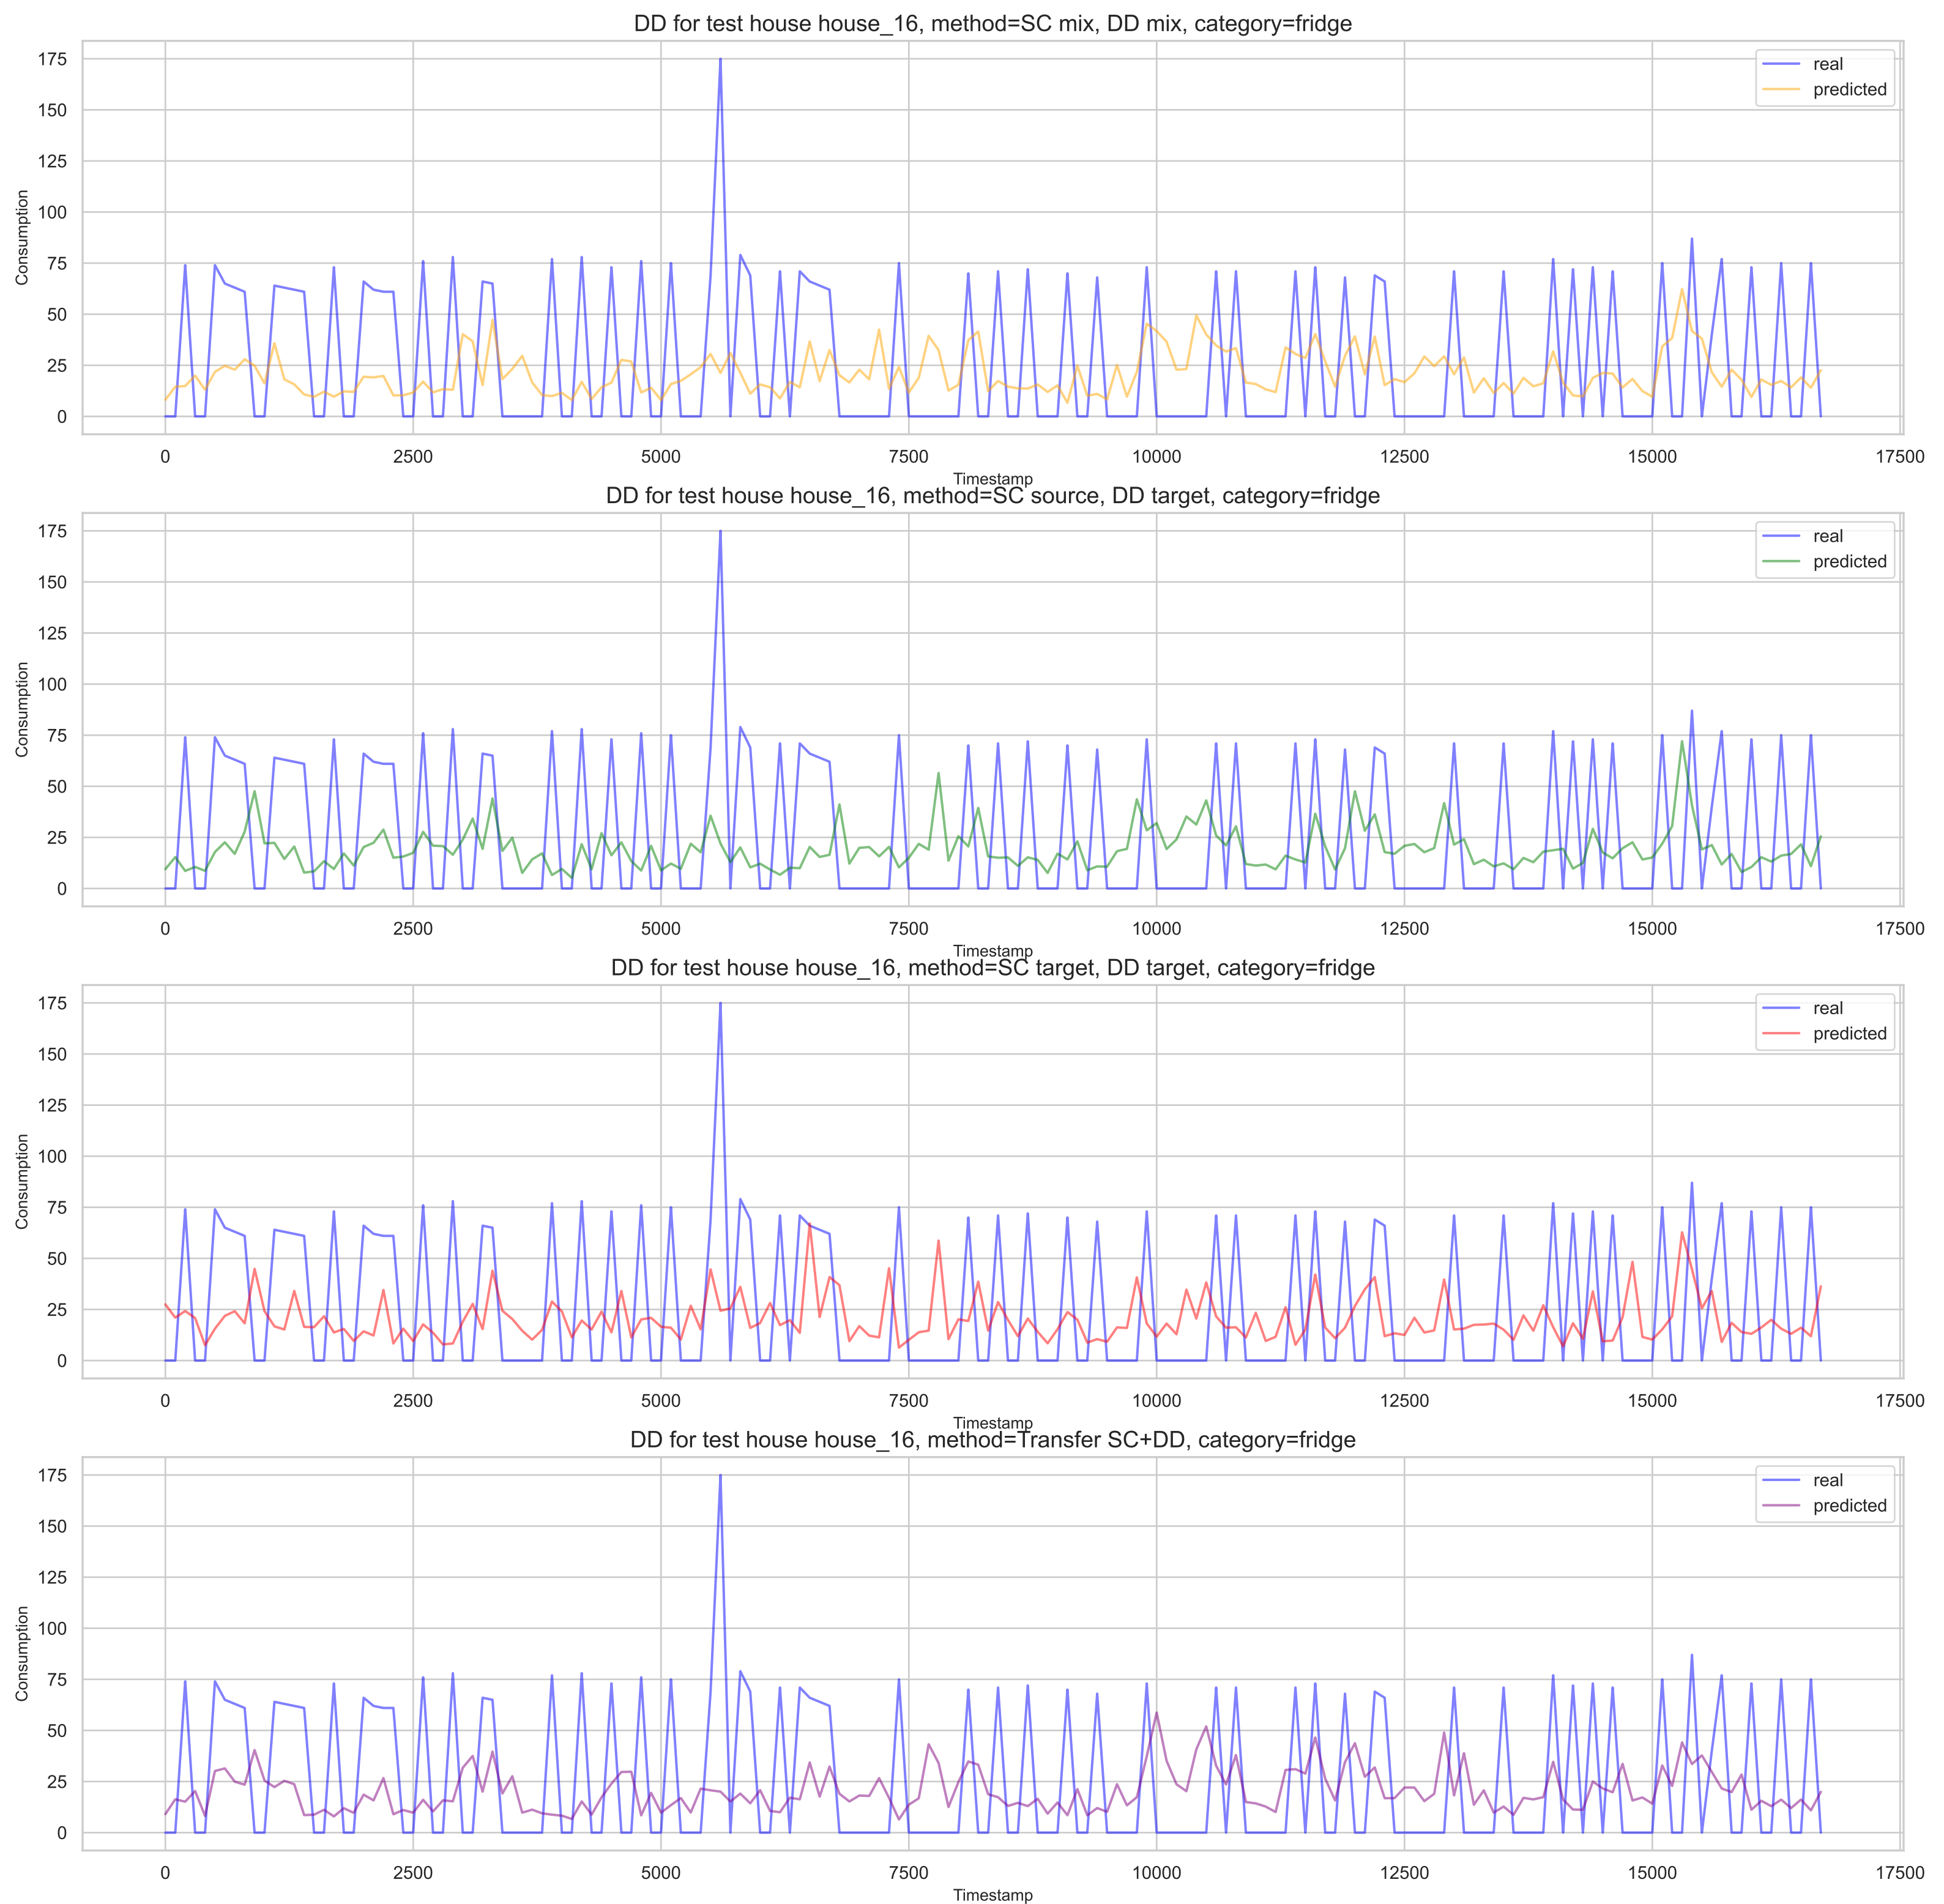 DD for test house house_16, method=SC mix, DD mix, category=fridge
175
150
125
100
75
50
25
0
Consumption
real
predicted
0 2500 5000 7500 10000 12500 15000 17500
Timestamp
DD for test house house_16, method=SC source, DD target, category=fridge
175
150
125
100
75
50
25
0
Consumption
real
predicted
0 2500 5000 7500 10000 12500 15000 17500
Timestamp
DD for test house house_16, method=SC target, DD target, category=fridge
175
150
125
100
75
50
25
0
Consumption
real
predicted
0 2500 5000 7500 10000 12500 15000 17500
Timestamp
DD for test house house_16, method=Transfer SC+DD, category=fridge
175
150
125
100
75
50
25
0
Consumption
real
predicted
0 2500 5000 7500 10000 12500 15000 17500
Timestamp